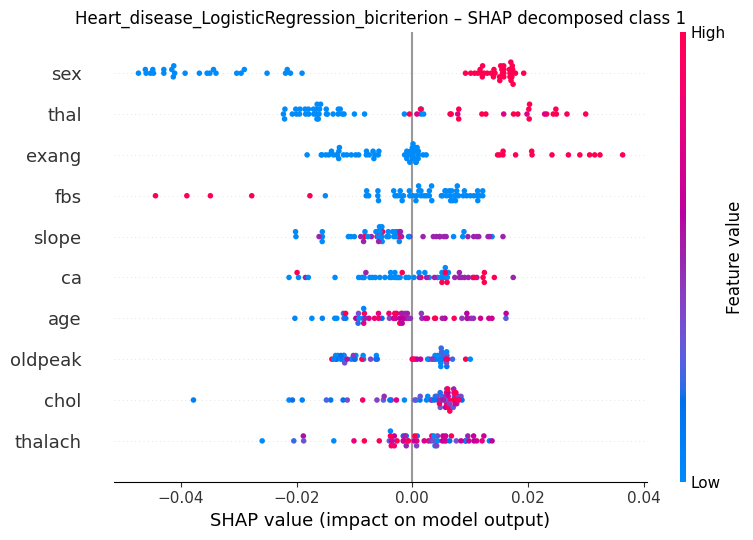 Heart_disease_LogisticRegression_bicriterion – SHAP decomposed class 1
High
sex
thal
exang
fbs
slope
ca
age
oldpeak
chol
thalach
Feature value
Low
−0.04 −0.02 0.00 0.02 0.04
SHAP value (impact on model output)